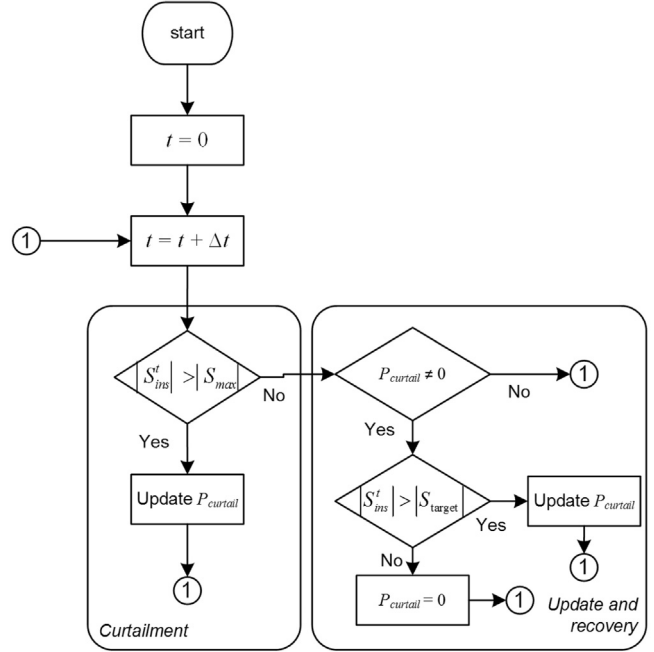 start
t = 0
1
t = t + Δt
|S^t_ins| > |S_max|
No
Yes
Update P_curtail
1
Curtailment
P_curtail ≠ 0
No
1
Yes
|S^t_ins| > |S_target|
Yes
Update P_curtail
1
No
P_curtail = 0
1
Update and
recovery